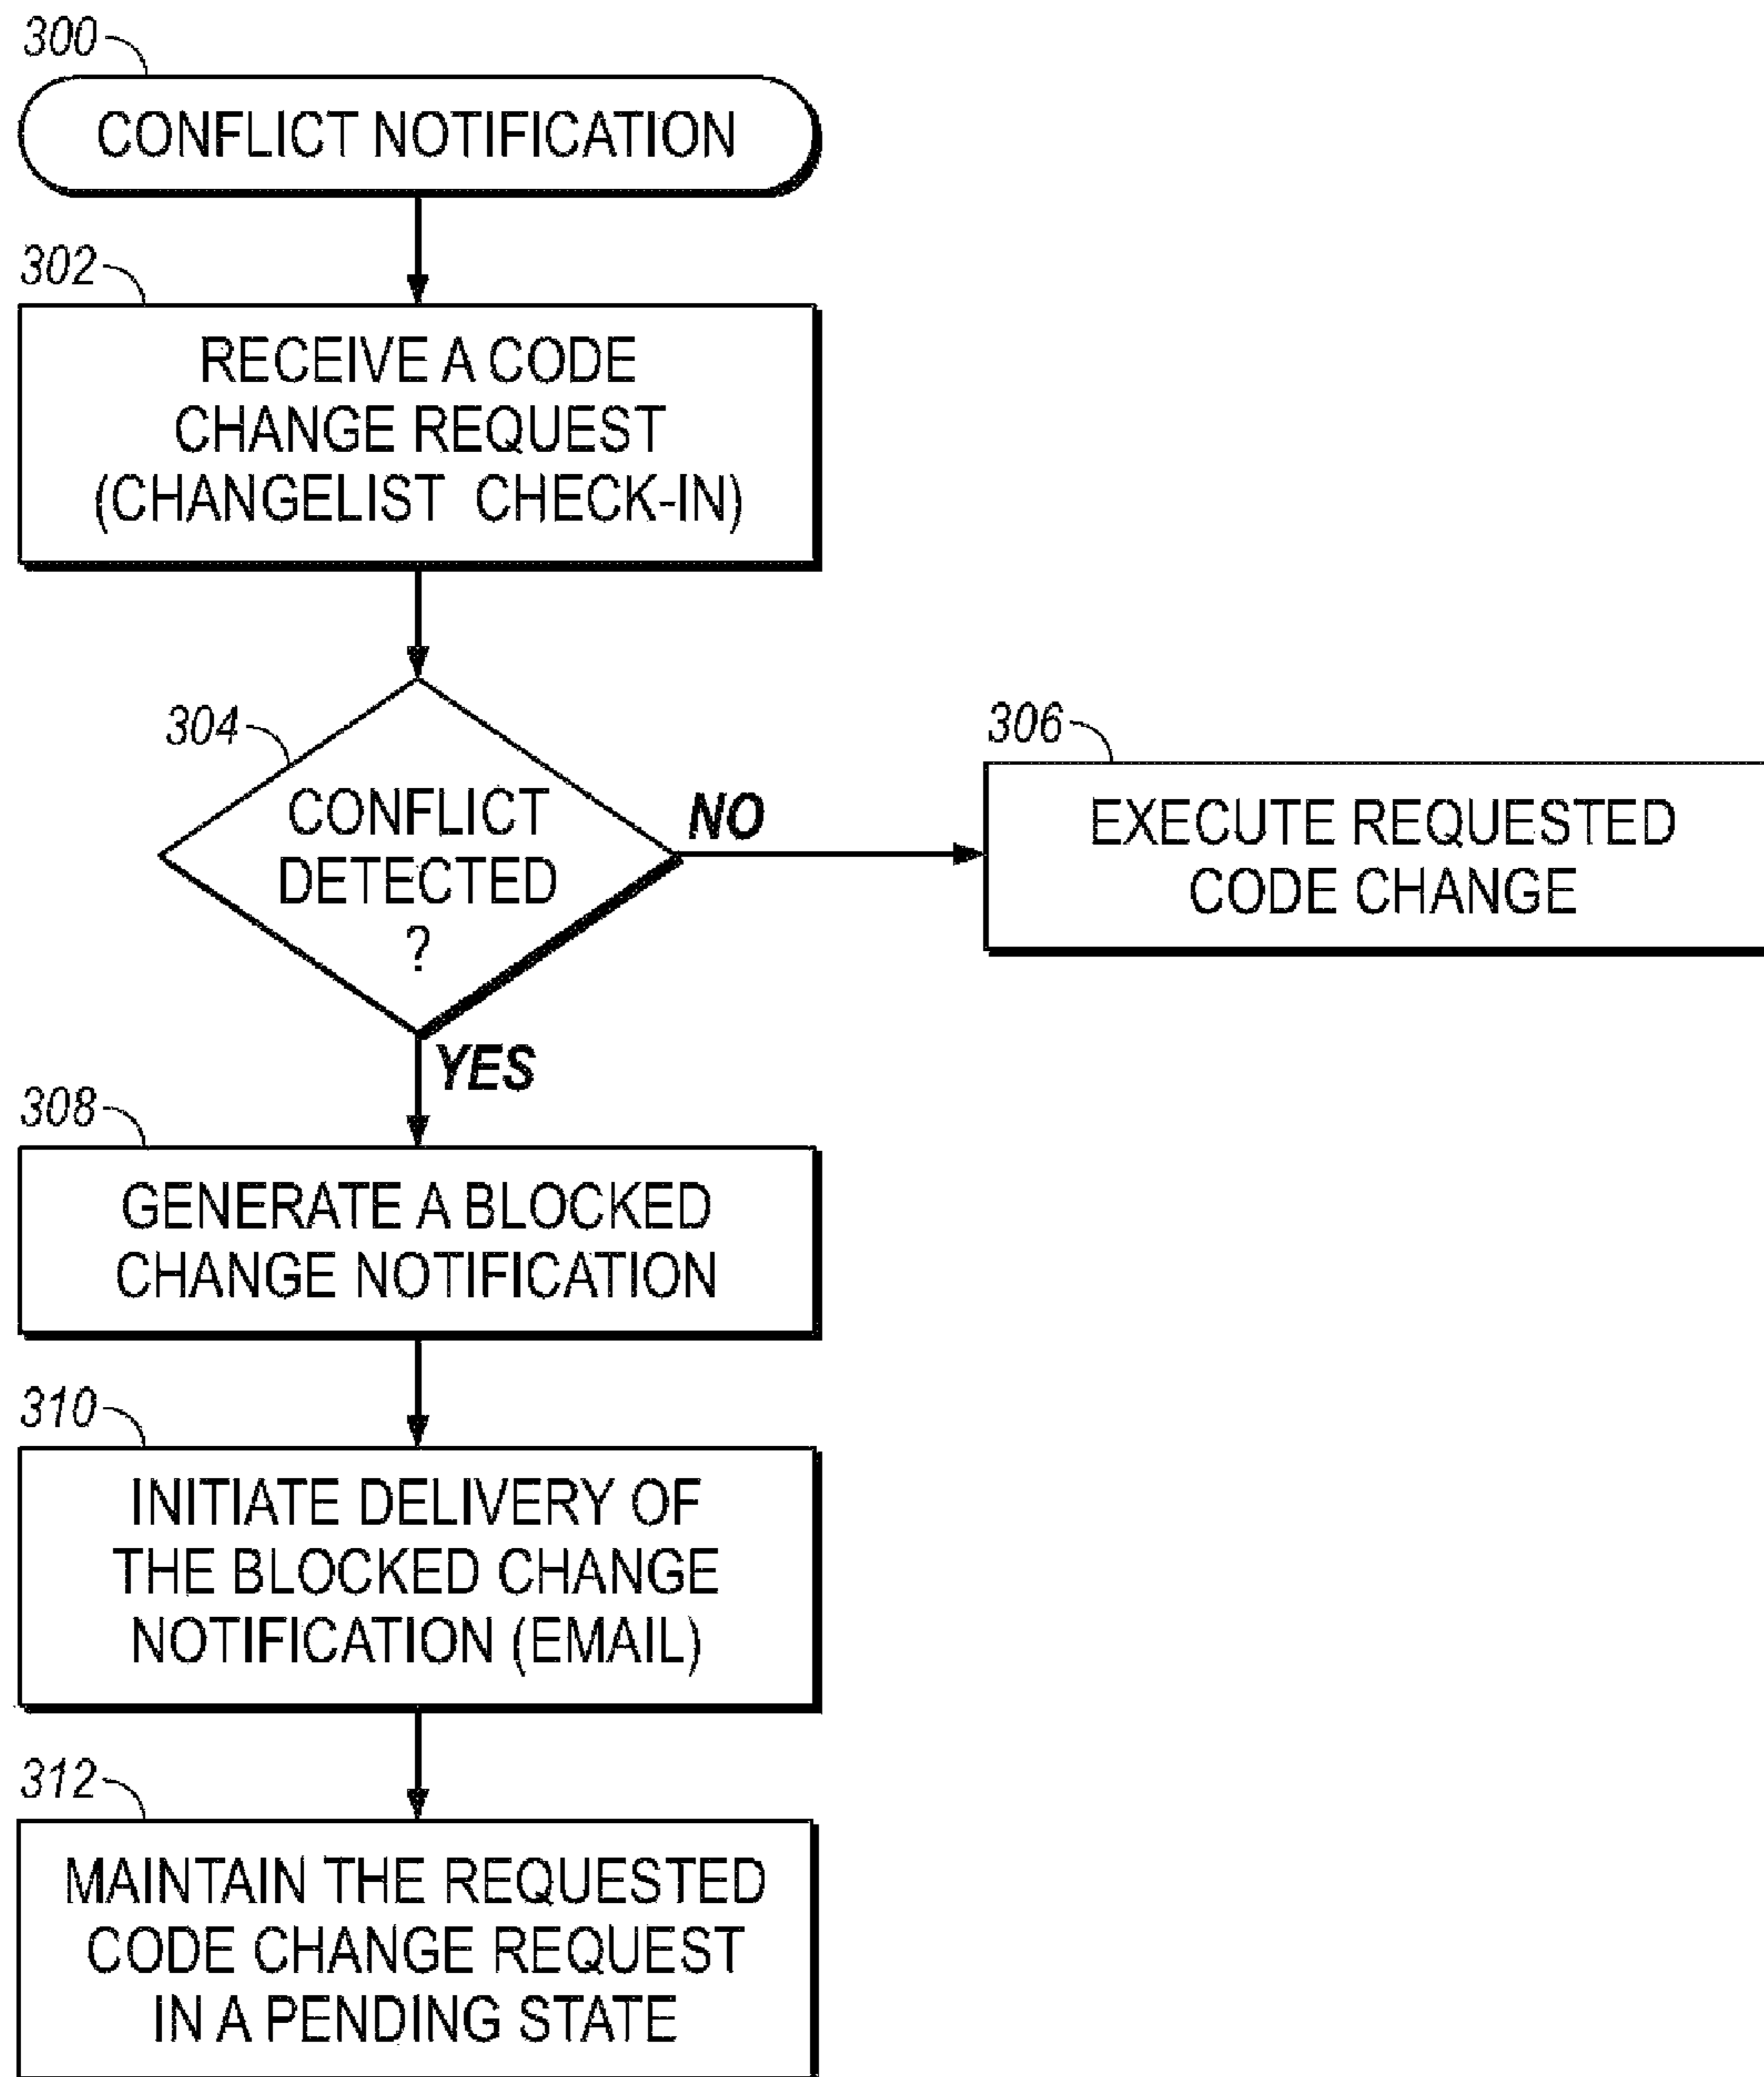 300
CONFLICT NOTIFICATION
302
RECEIVE A CODE
CHANGE REQUEST
(CHANGELIST CHECK-IN)
304
CONFLICT
DETECTED
?
NO
306
EXECUTE REQUESTED
CODE CHANGE
YES
308
GENERATE A BLOCKED
CHANGE NOTIFICATION
310
INITIATE DELIVERY OF
THE BLOCKED CHANGE
NOTIFICATION (EMAIL)
312
MAINTAIN THE REQUESTED
CODE CHANGE REQUEST
IN A PENDING STATE